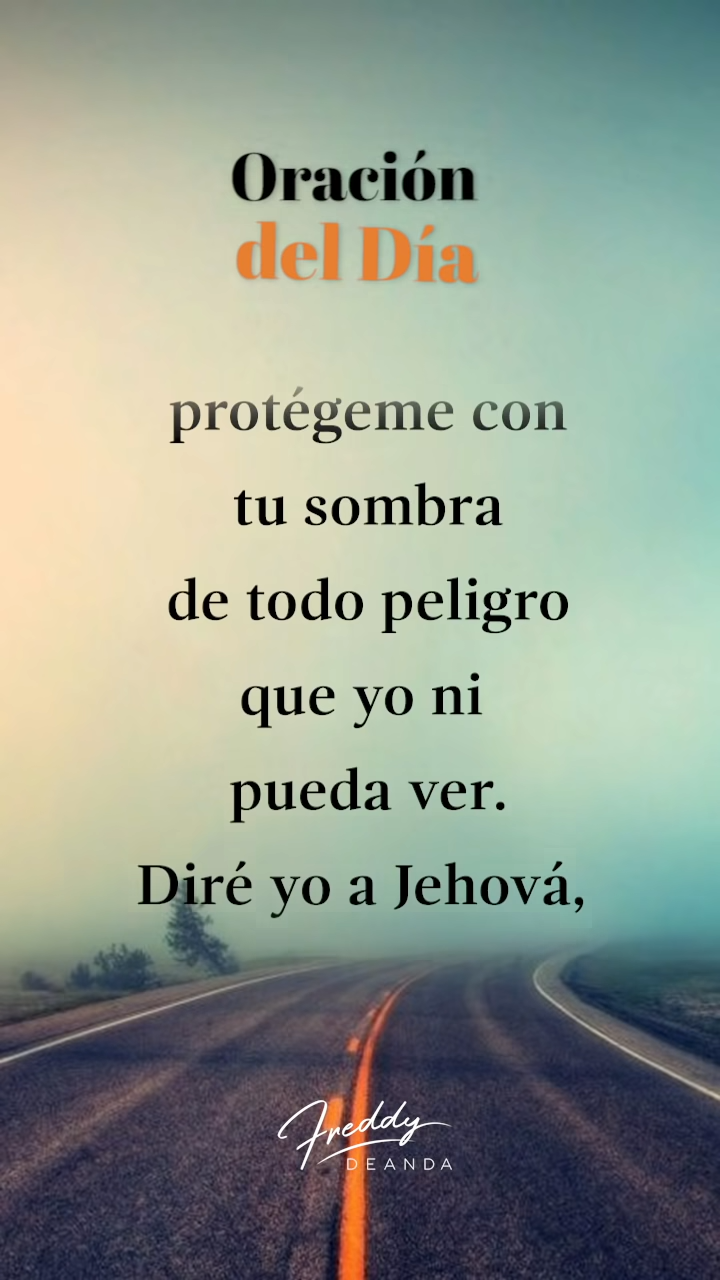 Oración
del Día
protégeme con
tu sombra
de todo peligro
que yo ni
pueda ver.
Diré yo a Jehová,
Freddy
DEANDA